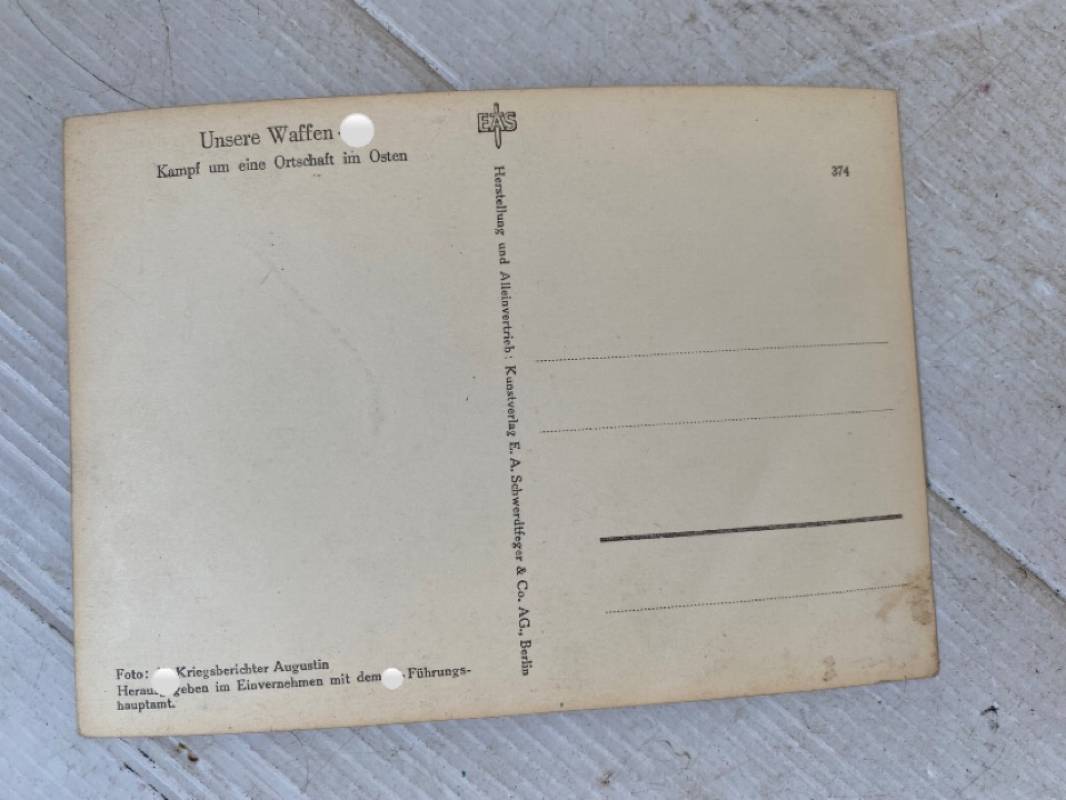 Unsere Waffen
Kampf um eine Ortschaft im Osten
EAS
374
Herstellung und Alleinvertrieb: Kunstverlag E. A. Schwerdtfeger & Co. AG., Berlin
Foto: Kriegsberichter Augustin
geben im Einvernehmen mit dem Führungs-
hauptamt.